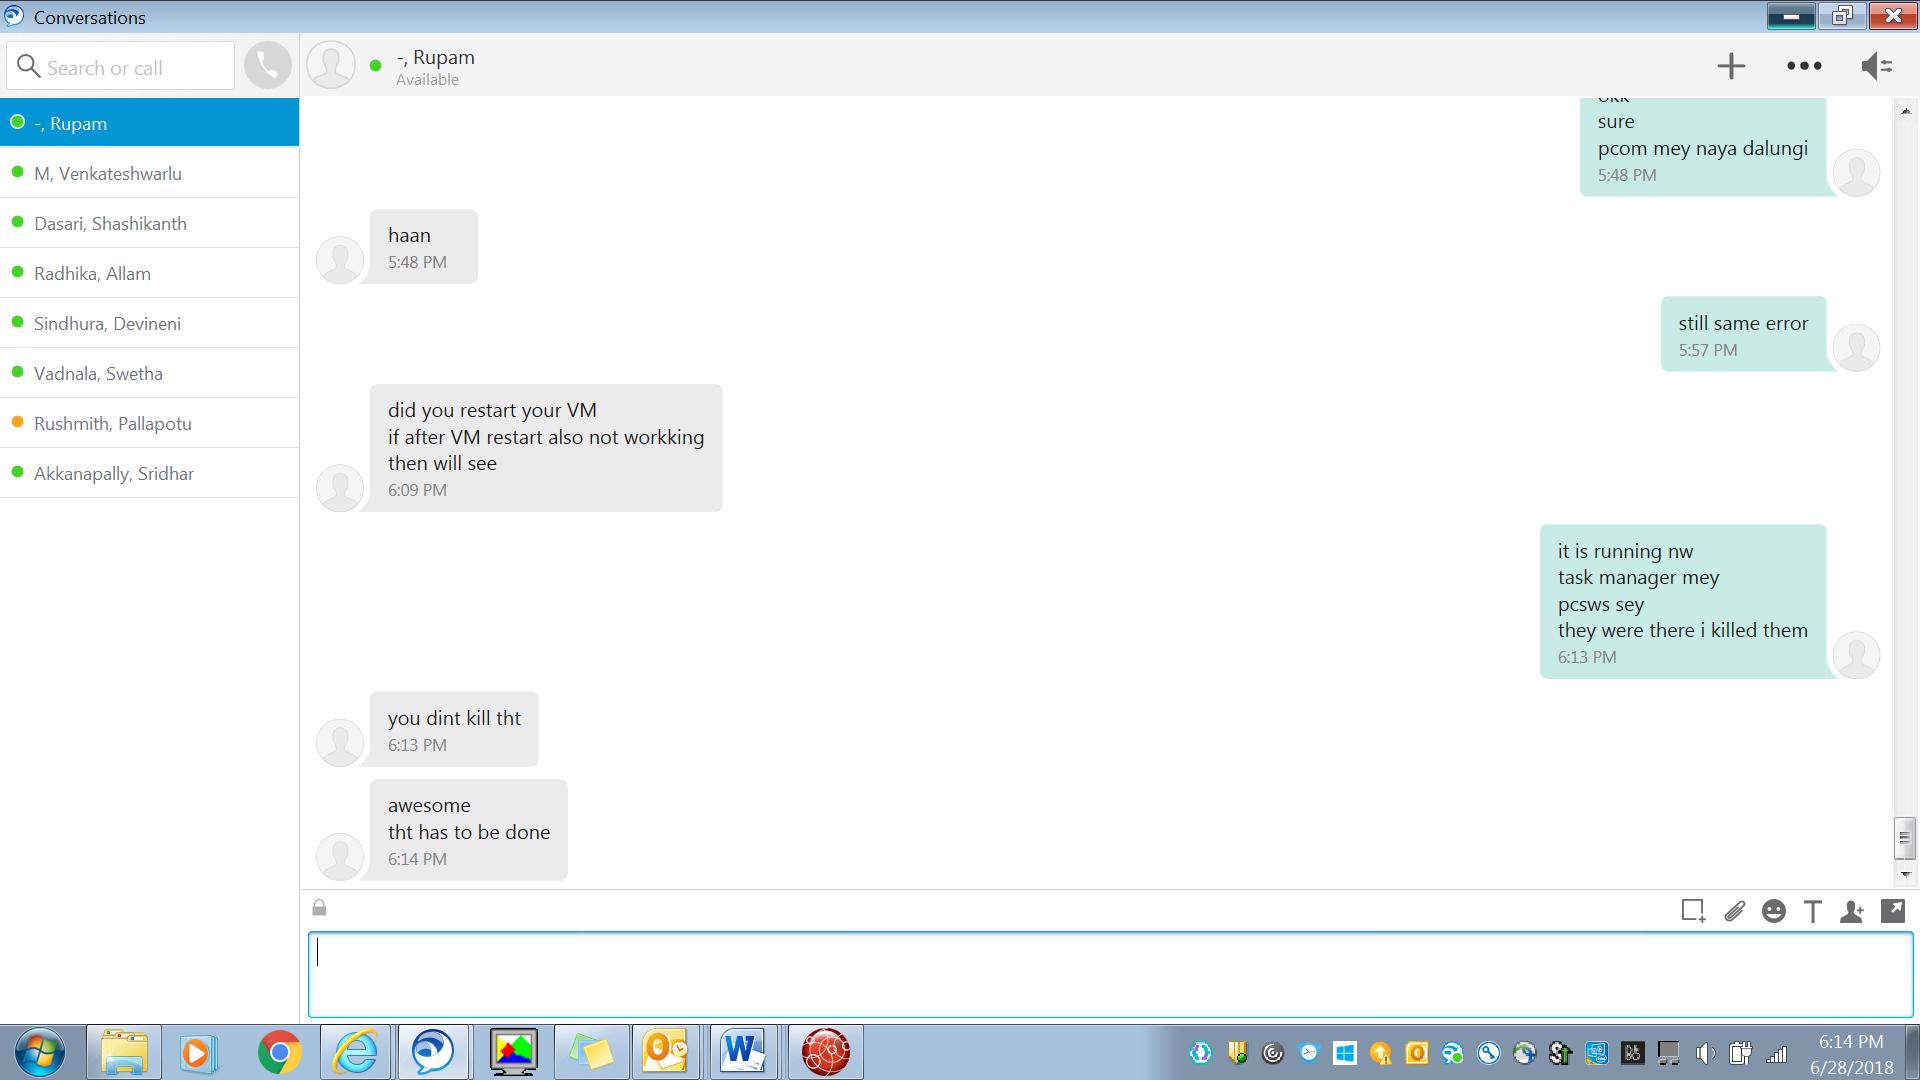 Conversations
Search or call
-, Rupam
M, Venkateshwarlu
Dasari, Shashikanth
Radhika, Allam
Sindhura, Devineni
Vadnala, Swetha
Rushmith, Pallapotu
Akkanapally, Sridhar
-, Rupam
Available
okk
sure
pcom mey naya dalungi
5:48 PM
haan
5:48 PM
still same error
5:57 PM
did you restart your VM
if after VM restart also not workking
then will see
6:09 PM
it is running nw
task manager mey
pcsws sey
they were there i killed them
6:13 PM
you dint kill tht
6:13 PM
awesome
tht has to be done
6:14 PM
6:14 PM
6/28/2018